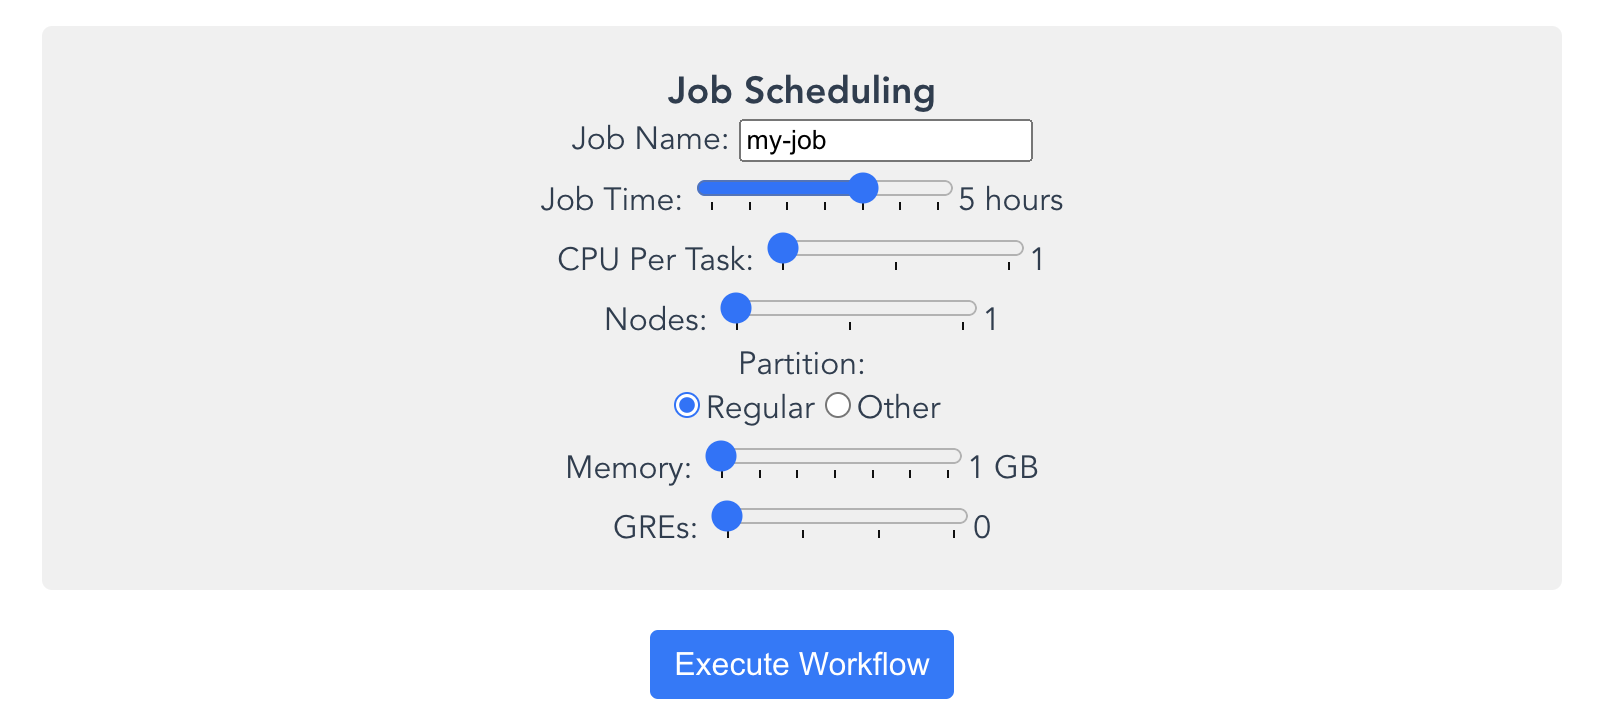 Job Scheduling
Job Name: my-job
Job Time: 5 hours
CPU Per Task: 1
Nodes: 1
Partition:
Regular Other
Memory: 1 GB
GREs: 0
Execute Workflow